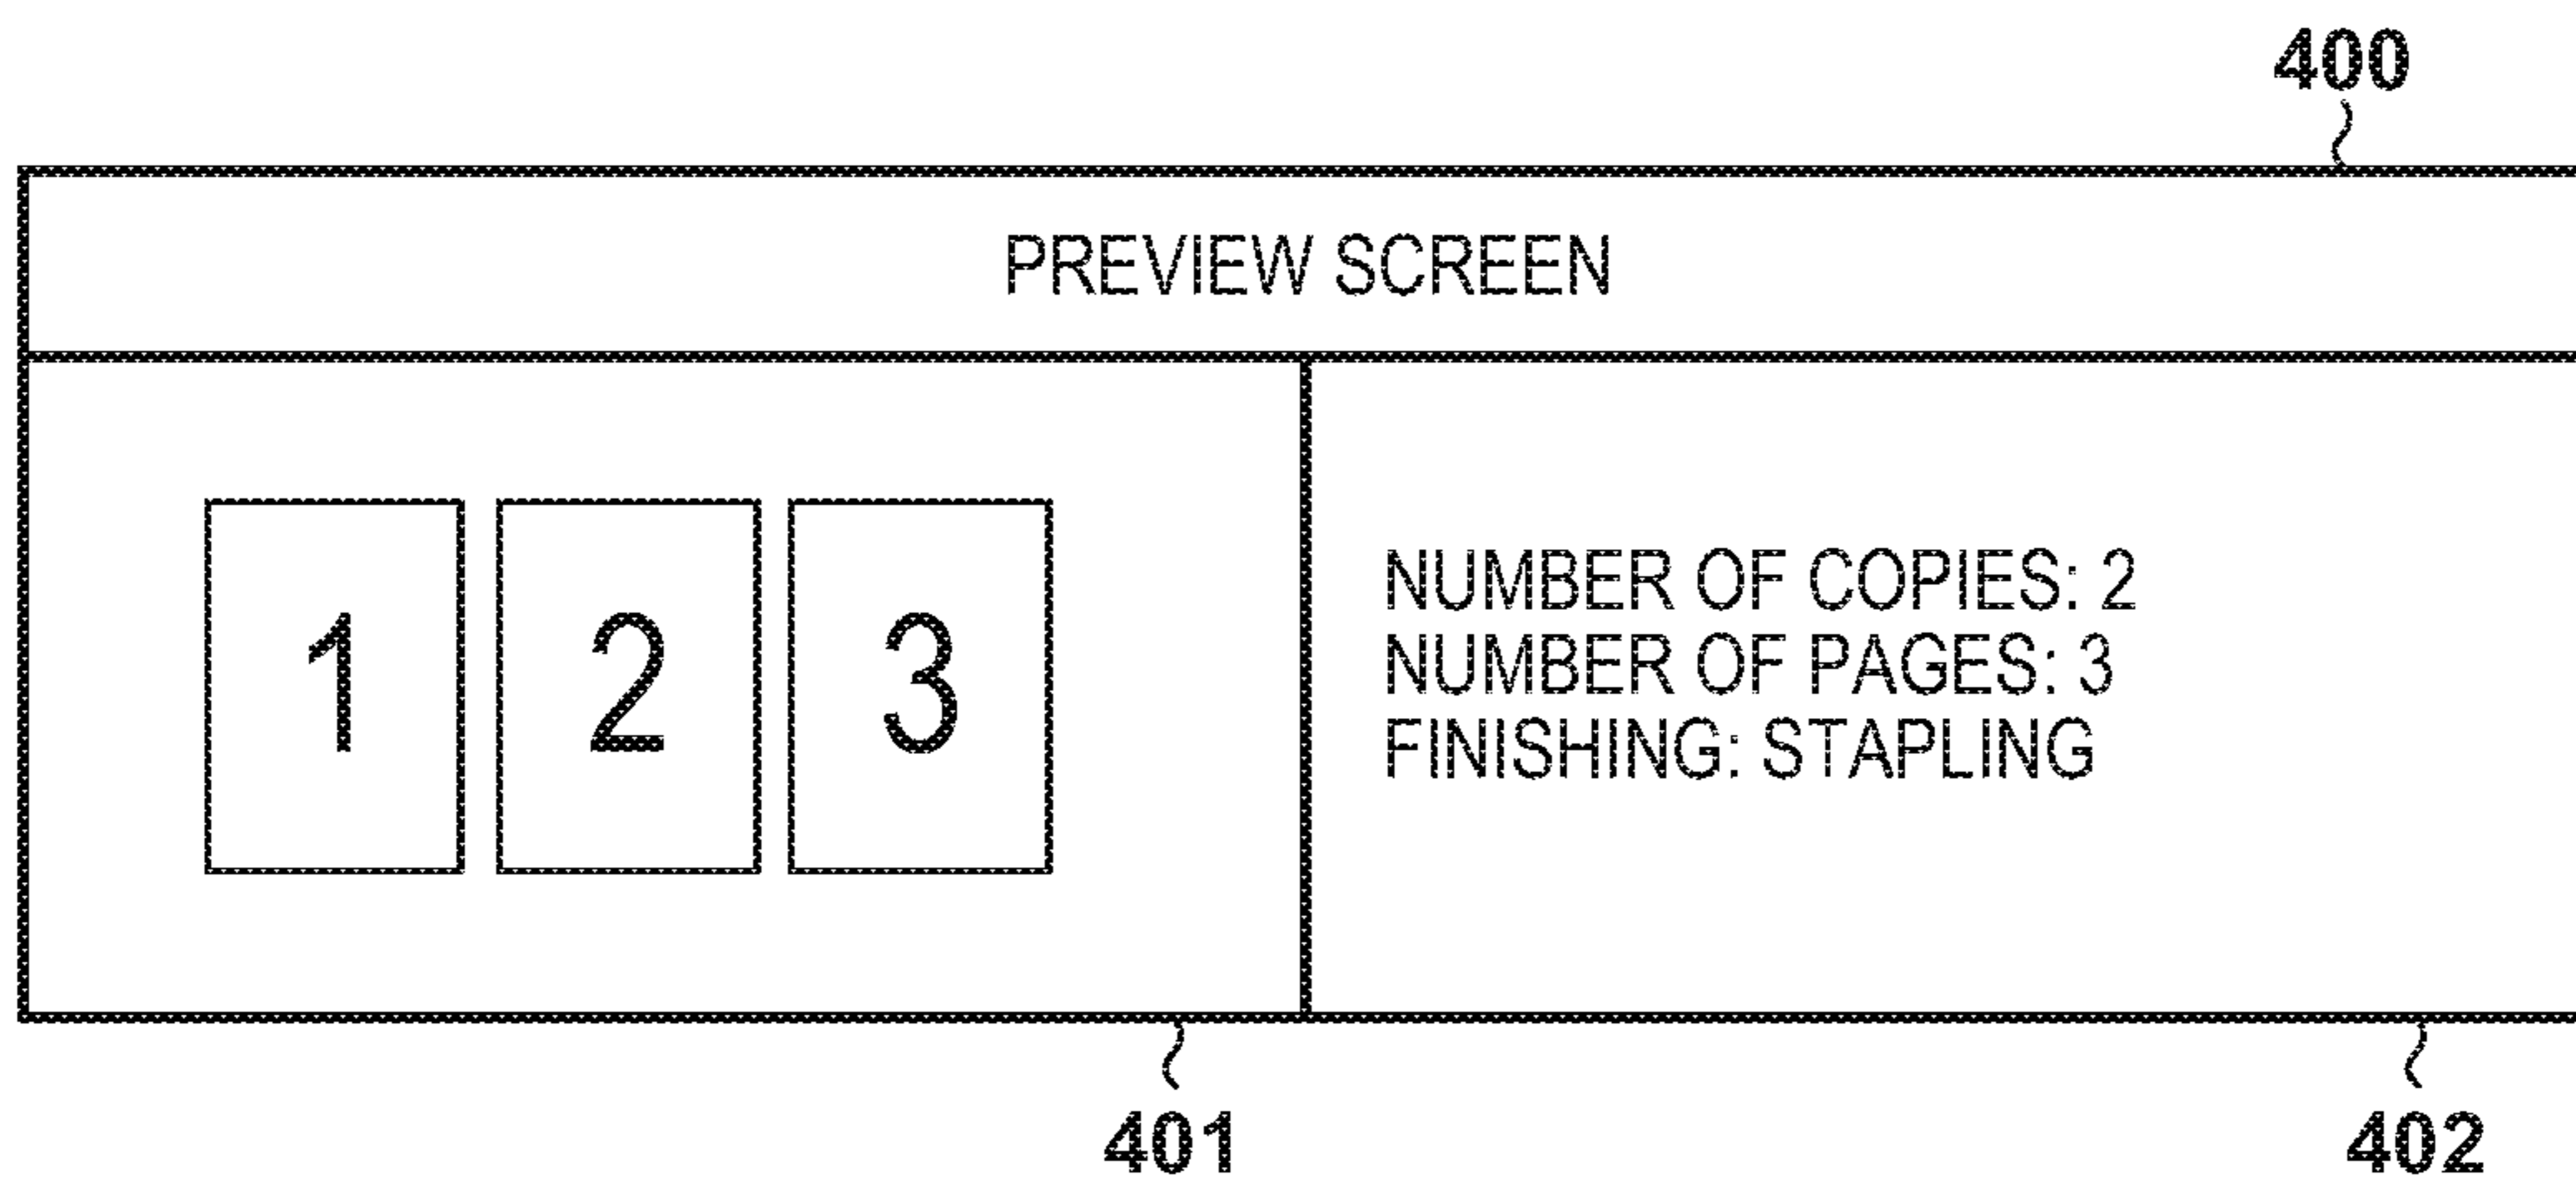 400
PREVIEW SCREEN
1 2 3
NUMBER OF COPIES: 2
NUMBER OF PAGES: 3
FINISHING: STAPLING
401
402